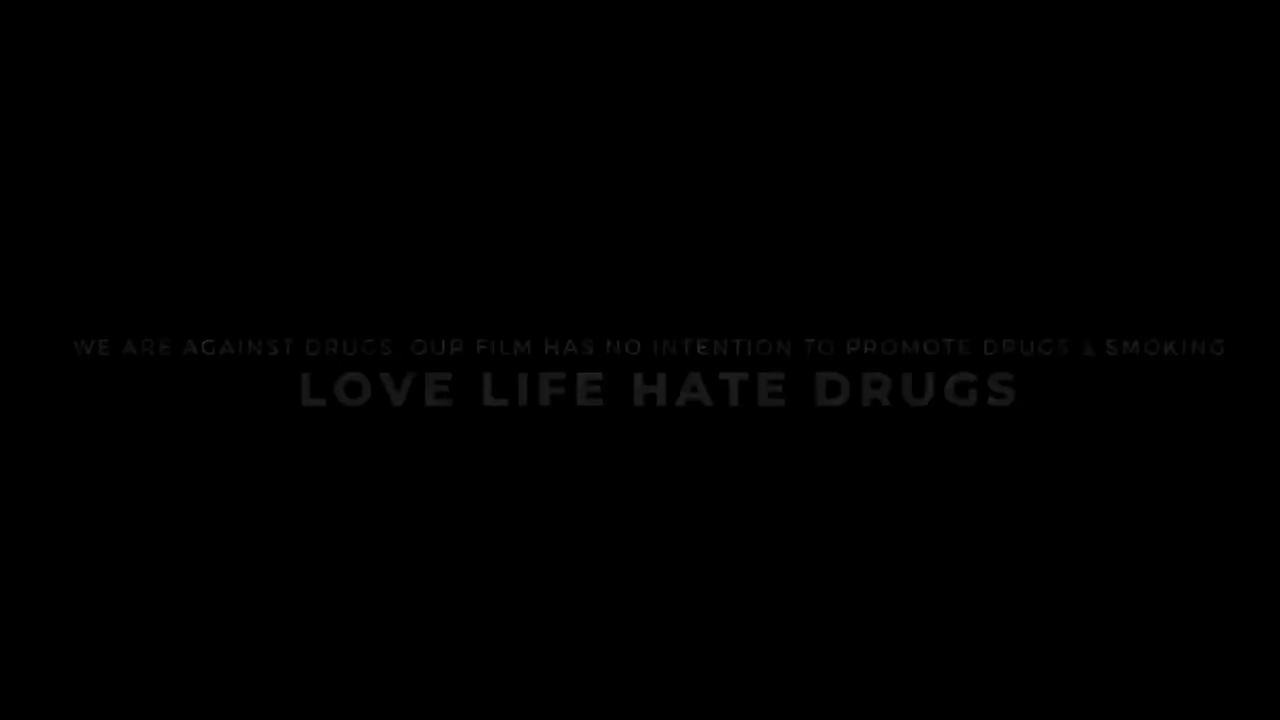 WE ARE AGAINST DRUGS. OUR FILM HAS NO INTENTION TO PROMOTE DRUGS & SMOKING
LOVE LIFE HATE DRUGS